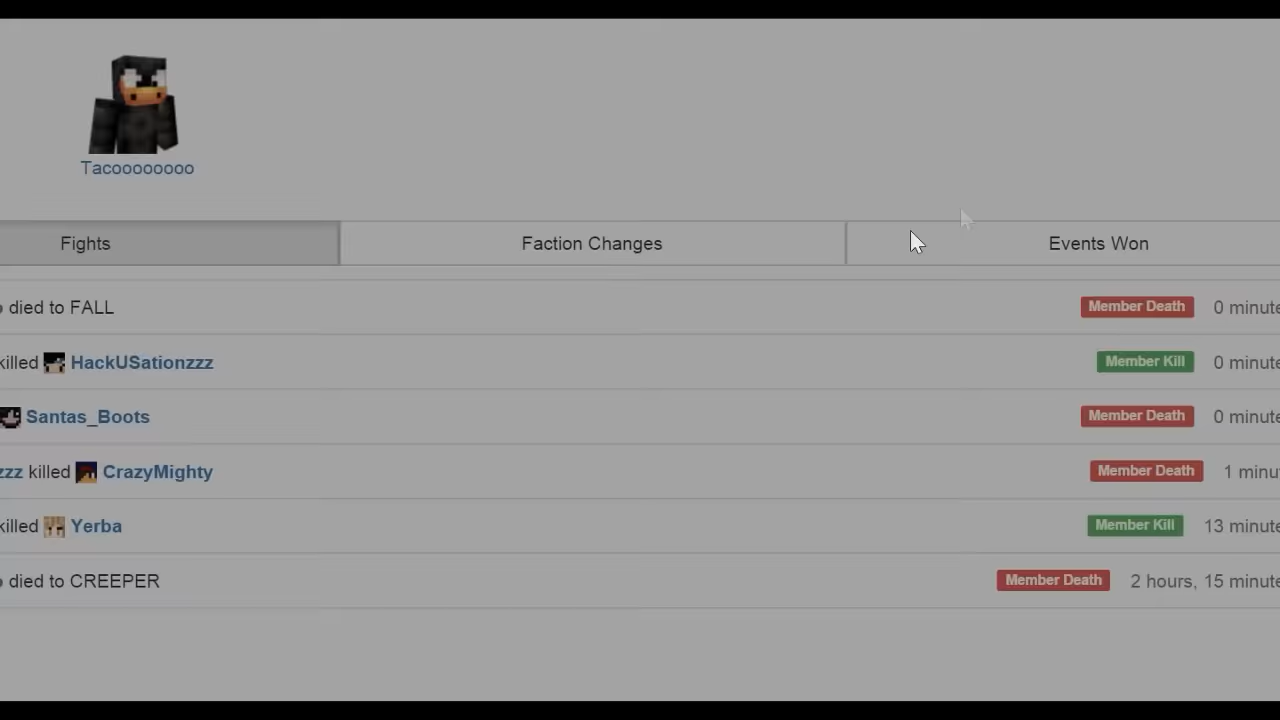 Tacoooooooo
Fights Faction Changes Events Won
died to FALL Member Death 0 minute
killed HackUSationzzz Member Kill 0 minute
Santas_Boots Member Death 0 minute
zzz killed CrazyMighty Member Death 1 minu
killed Yerba Member Kill 13 minute
died to CREEPER Member Death 2 hours, 15 minute